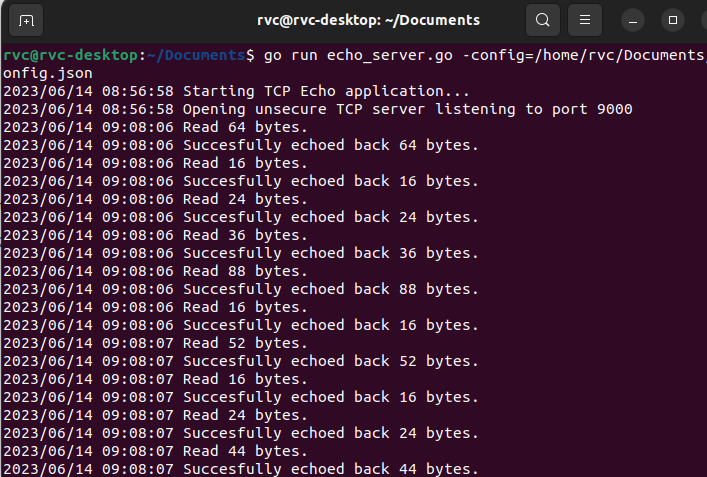 rvc@rvc-desktop: ~/Documents
rvc@rvc-desktop:~/Documents$ go run echo_server.go -config=/home/rvc/Documents/
onfig.json
2023/06/14 08:56:58 Starting TCP Echo application...
2023/06/14 08:56:58 Opening unsecure TCP server listening to port 9000
2023/06/14 09:08:06 Read 64 bytes.
2023/06/14 09:08:06 Succesfully echoed back 64 bytes.
2023/06/14 09:08:06 Read 16 bytes.
2023/06/14 09:08:06 Succesfully echoed back 16 bytes.
2023/06/14 09:08:06 Read 24 bytes.
2023/06/14 09:08:06 Succesfully echoed back 24 bytes.
2023/06/14 09:08:06 Read 36 bytes.
2023/06/14 09:08:06 Succesfully echoed back 36 bytes.
2023/06/14 09:08:06 Read 88 bytes.
2023/06/14 09:08:06 Succesfully echoed back 88 bytes.
2023/06/14 09:08:06 Read 16 bytes.
2023/06/14 09:08:06 Succesfully echoed back 16 bytes.
2023/06/14 09:08:07 Read 52 bytes.
2023/06/14 09:08:07 Succesfully echoed back 52 bytes.
2023/06/14 09:08:07 Read 16 bytes.
2023/06/14 09:08:07 Succesfully echoed back 16 bytes.
2023/06/14 09:08:07 Read 24 bytes.
2023/06/14 09:08:07 Succesfully echoed back 24 bytes.
2023/06/14 09:08:07 Read 44 bytes.
2023/06/14 09:08:07 Succesfully echoed back 44 bytes.